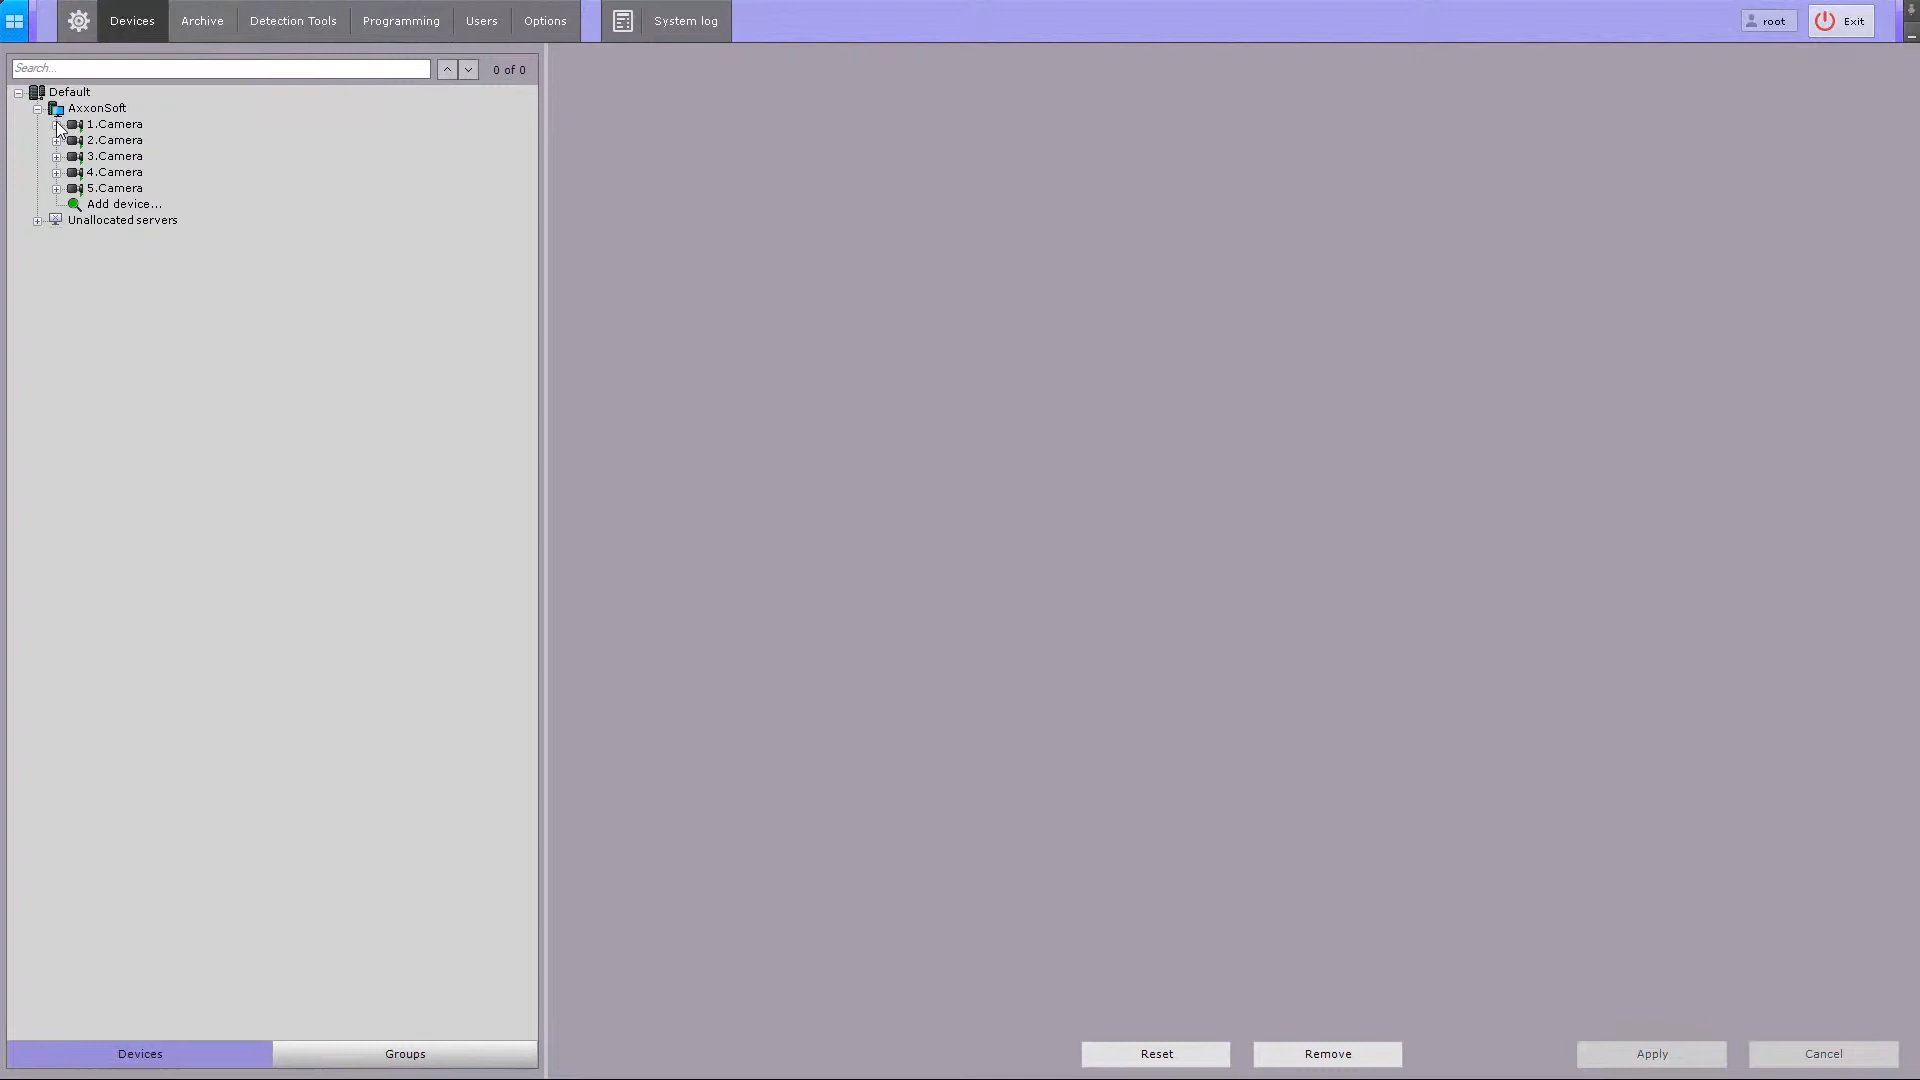 Devices Archive Detection Tools Programming Users Options System log root Exit
Search... 0 of 0
Default
AxxonSoft
1.Camera
2.Camera
3.Camera
4.Camera
5.Camera
Add device...
Unallocated servers
Devices Groups Reset Remove Apply Cancel